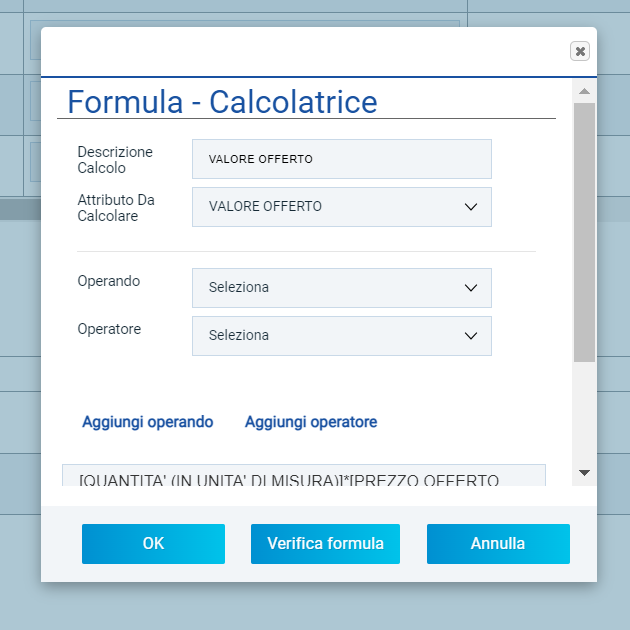 Formula - Calcolatrice
Descrizione
Calcolo
VALORE OFFERTO
Attributo Da
Calcolare
VALORE OFFERTO
Operando
Seleziona
Operatore
Seleziona
Aggiungi operando
Aggiungi operatore
[QUANTITA' (IN UNITA' DI MISURA)]*[PREZZO OFFERTO
OK
Verifica formula
Annulla